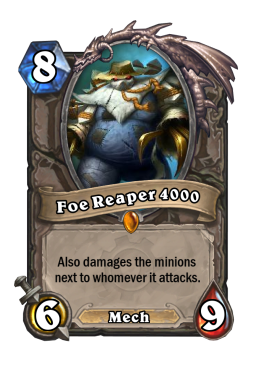 8
Foe Reaper 4000
Also damages the minions
next to whomever it attacks.
6
Mech
9